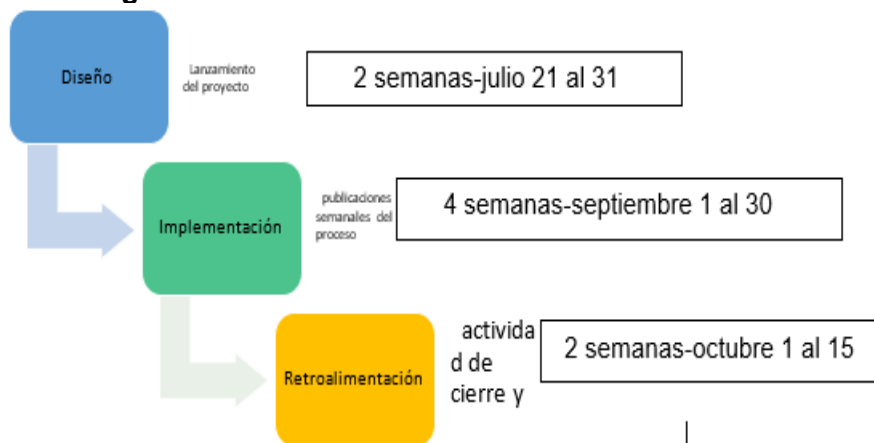 Diseño
Lanzamiento
del proyecto
2 semanas-julio 21 al 31
Implementación
publicaciones
semanales del
proceso
4 semanas-septiembre 1 al 30
Retroalimentación
activida
d de
cierre y
2 semanas-octubre 1 al 15